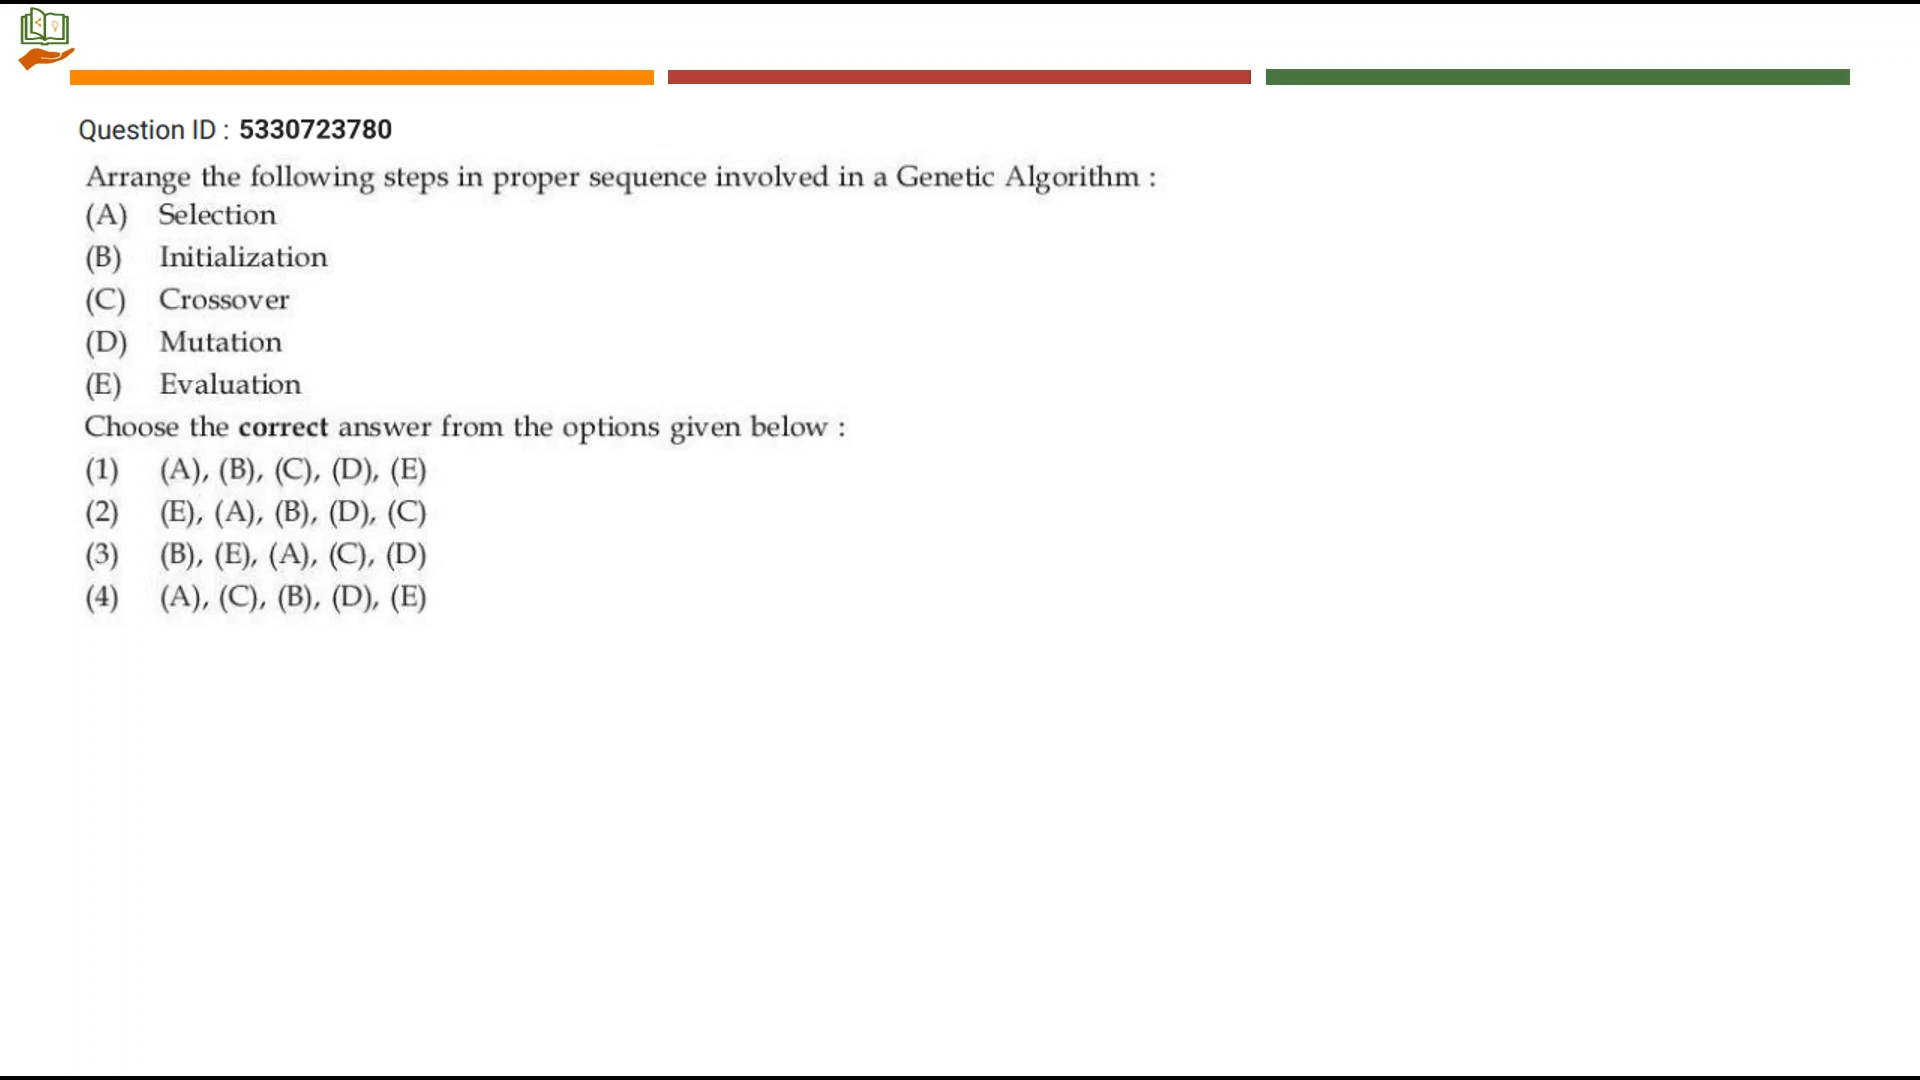 Question ID : 5330723780
Arrange the following steps in proper sequence involved in a Genetic Algorithm :
(A) Selection
(B) Initialization
(C) Crossover
(D) Mutation
(E) Evaluation
Choose the correct answer from the options given below :
(1) (A), (B), (C), (D), (E)
(2) (E), (A), (B), (D), (C)
(3) (B), (E), (A), (C), (D)
(4) (A), (C), (B), (D), (E)